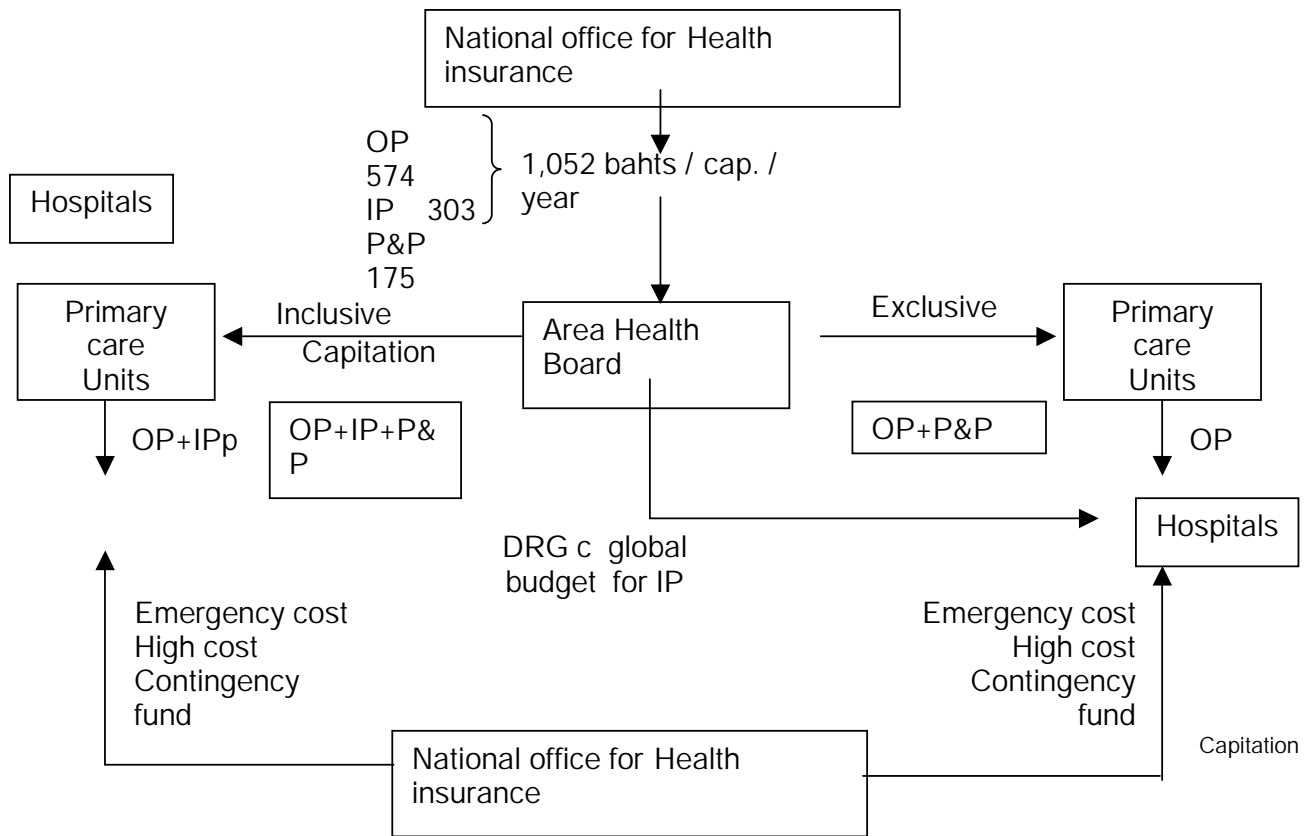 National office for Health
insurance
OP
574
IP 303
P&P
175
1,052 bahts / cap. /
year
Hospitals
Primary
care
Units
Inclusive
Capitation
Area Health
Board
Exclusive
Primary
care
Units
OP+IPp
OP+IP+P&
P
OP+P&P
OP
Hospitals
DRG c global
budget for IP
Emergency cost
High cost
Contingency
fund
Emergency cost
High cost
Contingency
fund
National office for Health
insurance
Capitation